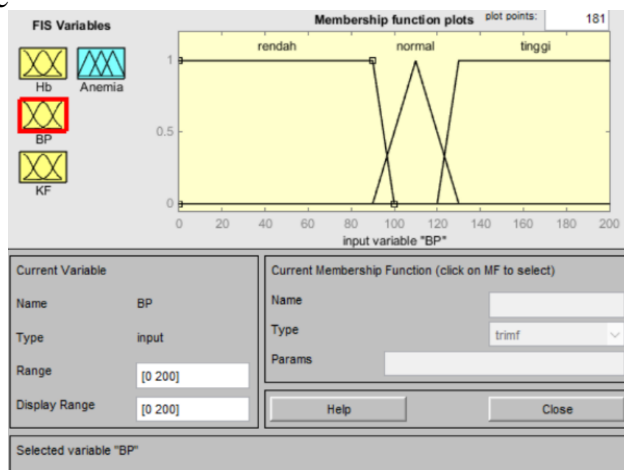 FIS Variables
Hb
Anemia
BP
KF
Membership function plots
plot points:
181
rendah
normal
tinggi
1
0.5
0
0 20 40 60 80 100 120 140 160 180 200
input variable "BP"
Current Variable
Name BP
Type input
Range [0 200]
Display Range [0 200]
Current Membership Function (click on MF to select)
Name
Type trimf
Params
Help
Close
Selected variable "BP"